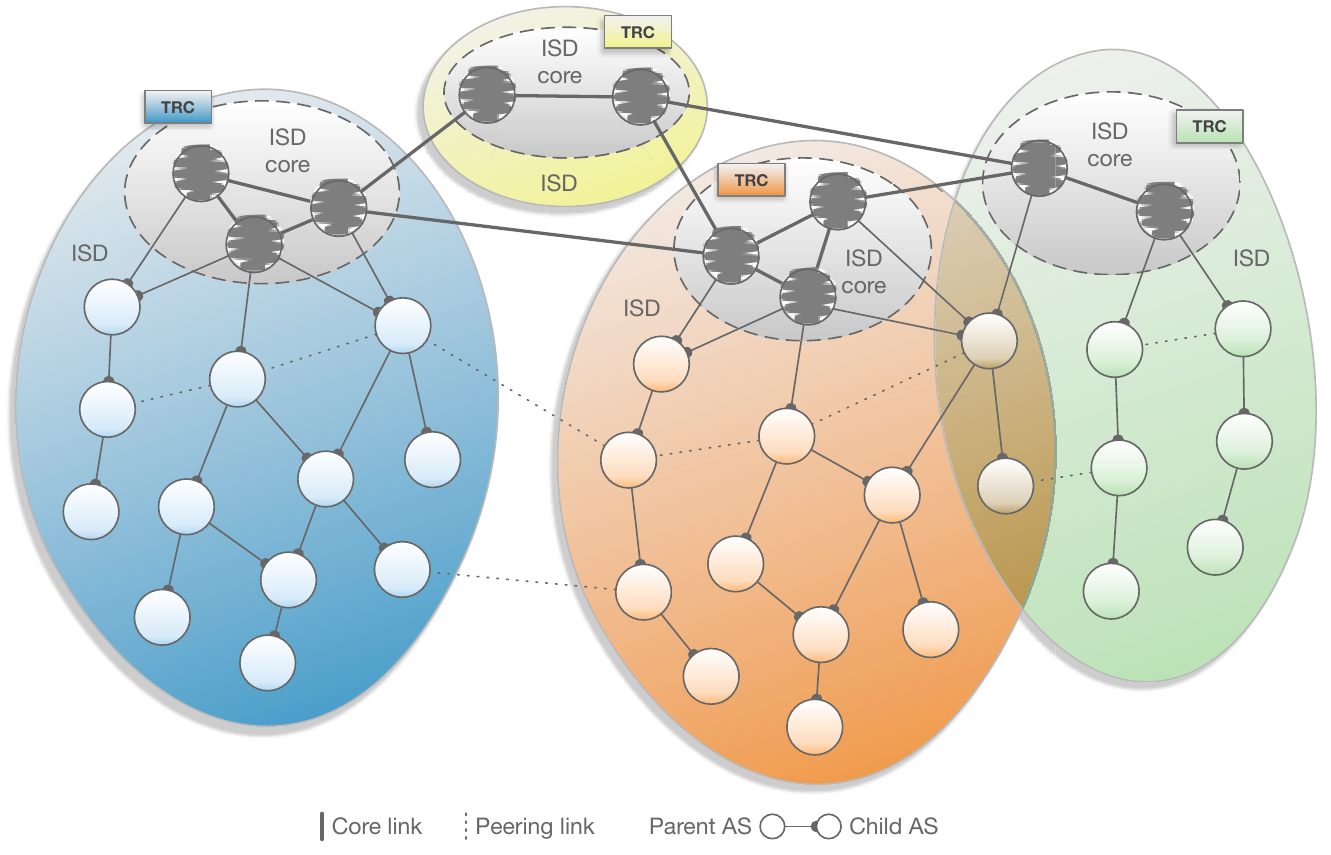 TRC
ISD
core
ISD
TRC
ISD
core
ISD
TRC
ISD
core
ISD
TRC
ISD
core
ISD
Core link
Peering link
Parent AS
Child AS